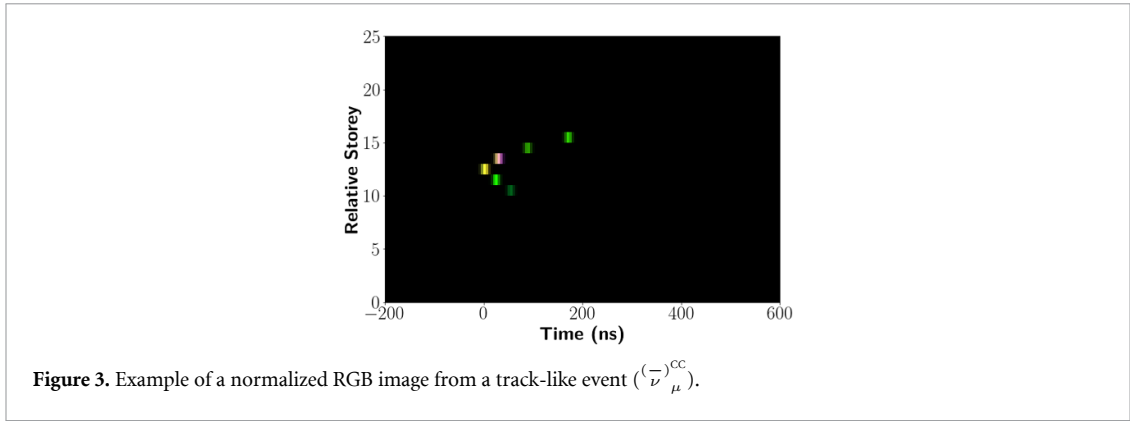 25
20
15
10
5
0
Relative Storey
−200 0 200 400 600
Time (ns)
Figure 3. Example of a normalized RGB image from a track-like event (⁽ν̅⁾μ^CC).